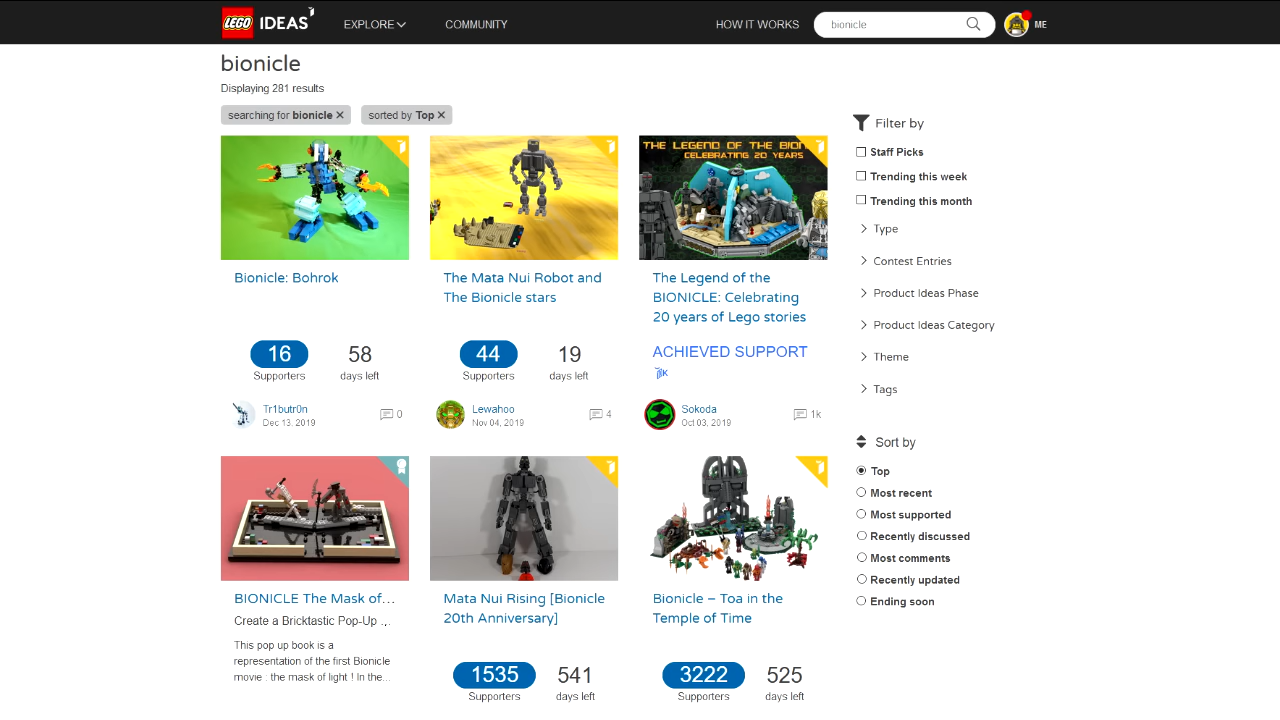 LEGO IDEAS
EXPLORE
COMMUNITY
HOW IT WORKS
bionicle
ME
bionicle
Displaying 281 results
searching for bionicle ✕
sorted by Top ✕
THE LEGEND OF THE BION
CELEBRATING 20 YEARS
Bionicle: Bohrok
The Mata Nui Robot and
The Bionicle stars
The Legend of the
BIONICLE: Celebrating
20 years of Lego stories
ACHIEVED SUPPORT
16
Supporters
58
days left
44
Supporters
19
days left
10K
Tr1butr0n
Dec 13, 2019
0
Lewahoo
Nov 04, 2019
4
Sokoda
Oct 03, 2019
1k
BIONICLE The Mask of...
Create a Bricktastic Pop-Up ...
This pop up book is a
representation of the first Bionicle
movie : the mask of light ! In the...
Mata Nui Rising [Bionicle
20th Anniversary]
1535
Supporters
541
days left
Bionicle – Toa in the
Temple of Time
3222
Supporters
525
days left
Filter by
Staff Picks
Trending this week
Trending this month
Type
Contest Entries
Product Ideas Phase
Product Ideas Category
Theme
Tags
Sort by
Top
Most recent
Most supported
Recently discussed
Most comments
Recently updated
Ending soon